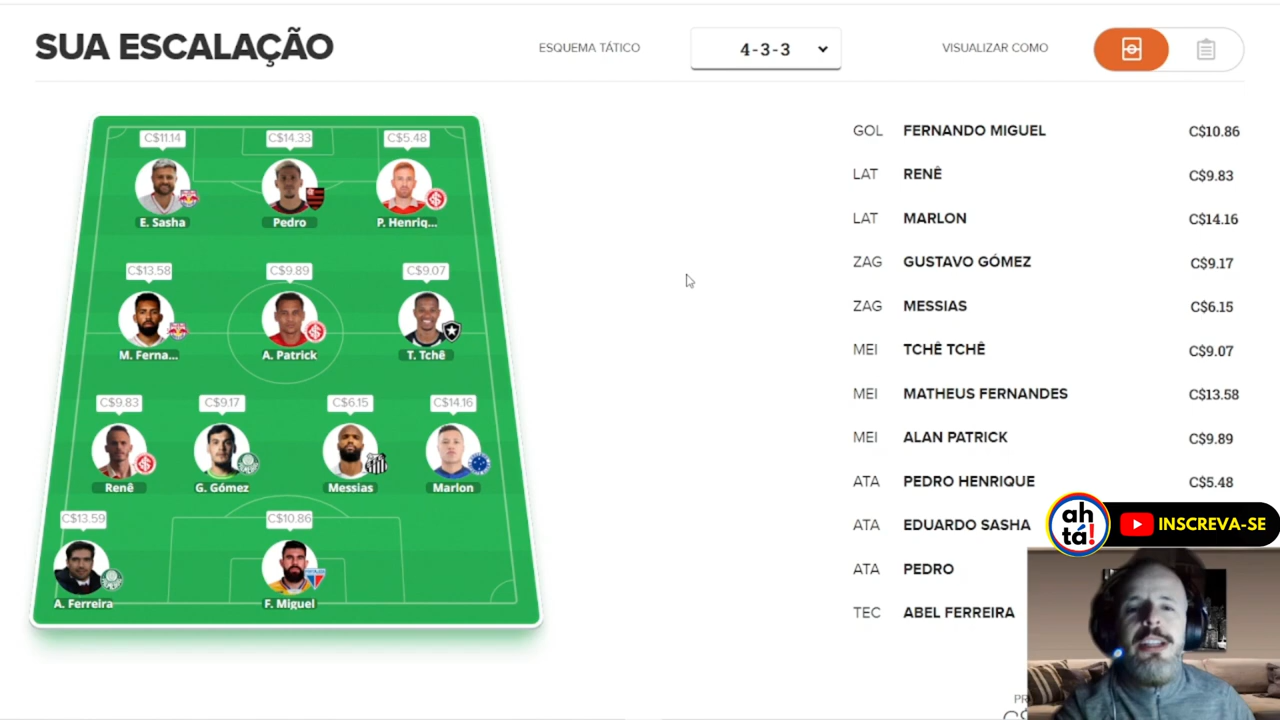 SUA ESCALAÇÃO
ESQUEMA TÁTICO
4-3-3
VISUALIZAR COMO
C$11.14
C$14.33
C$5.48
E. Sasha
Pedro
P. Henriq...
C$13.58
C$9.89
C$9.07
M. Ferna...
A. Patrick
T. Tchê
C$9.83
C$9.17
C$6.15
C$14.16
Renê
G. Gómez
Messias
Marlon
C$13.59
C$10.86
A. Ferreira
F. Miguel
GOL FERNANDO MIGUEL C$10.86
LAT RENÊ C$9.83
LAT MARLON C$14.16
ZAG GUSTAVO GÓMEZ C$9.17
ZAG MESSIAS C$6.15
MEI TCHÊ TCHÊ C$9.07
MEI MATHEUS FERNANDES C$13.58
MEI ALAN PATRICK C$9.89
ATA PEDRO HENRIQUE C$5.48
ATA EDUARDO SASHA
ATA PEDRO
TEC ABEL FERREIRA
ah
tá!
INSCREVA-SE